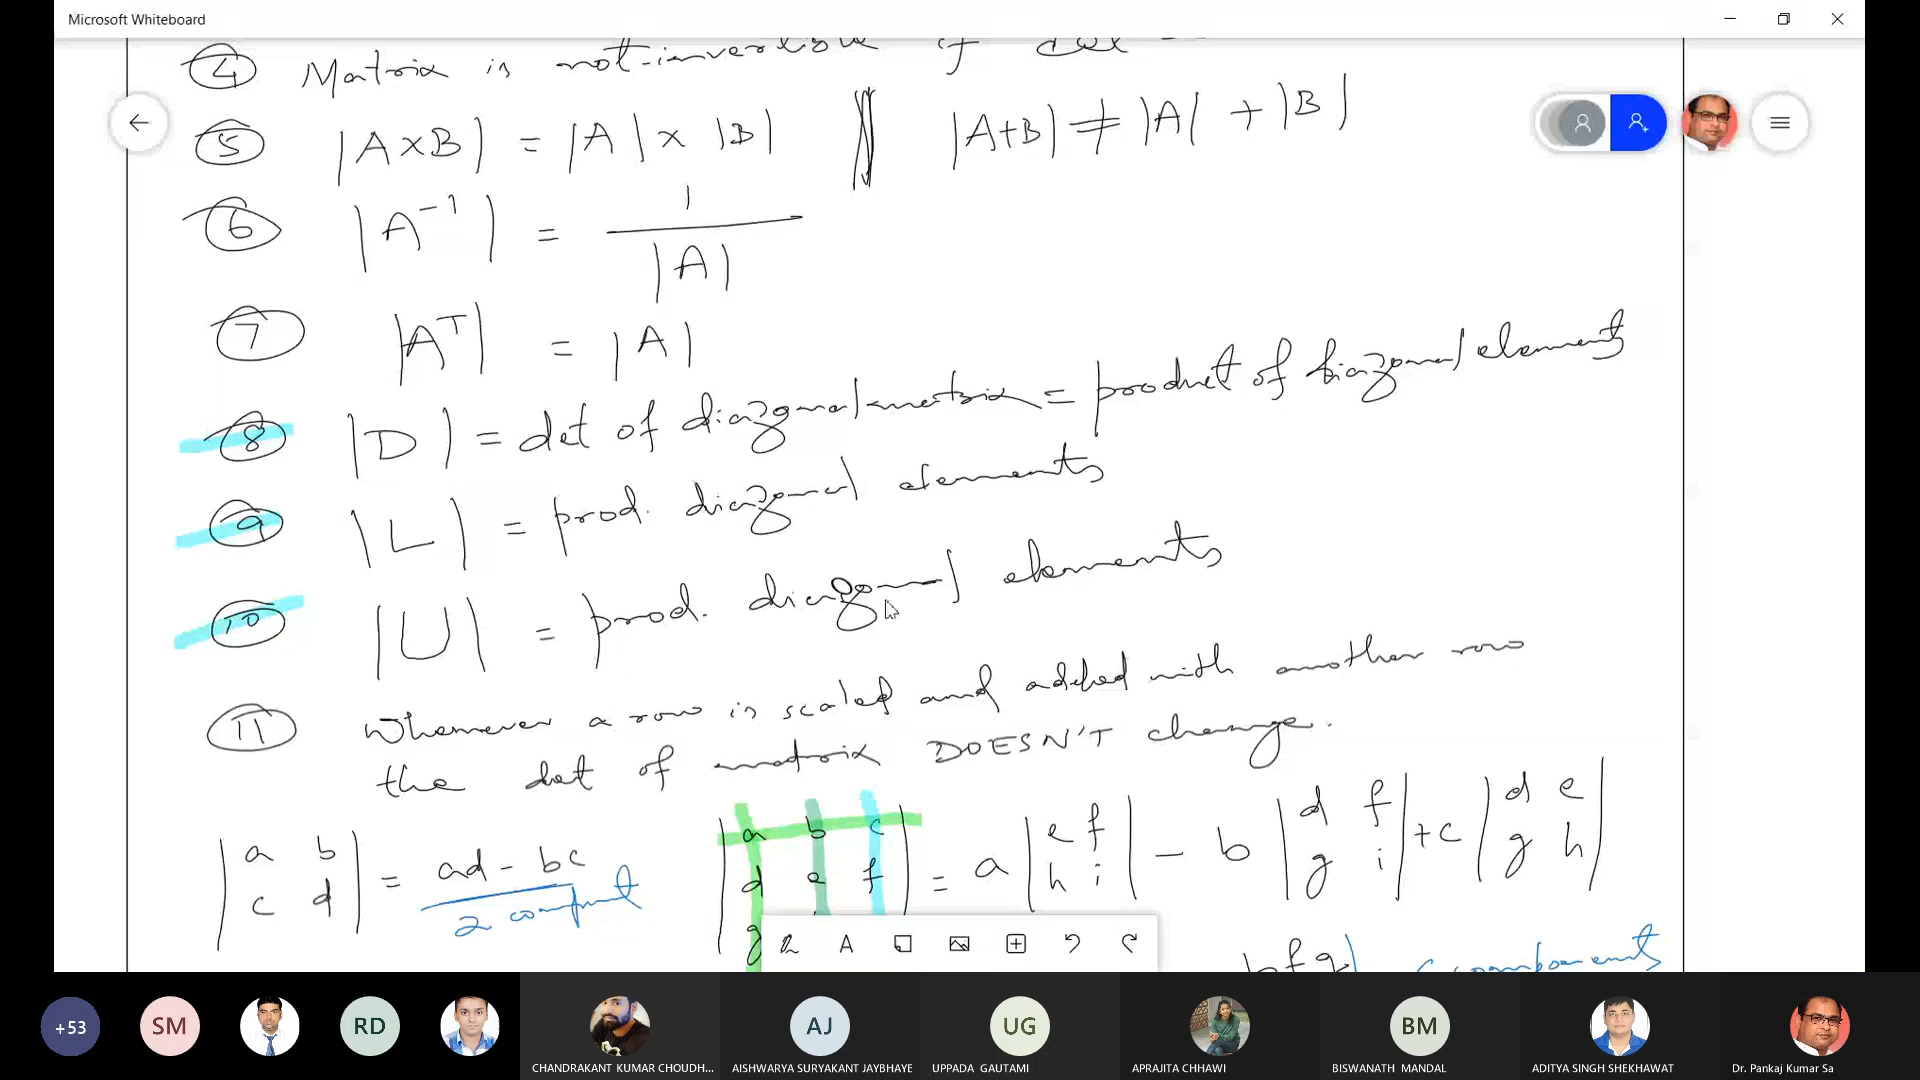 Microsoft Whiteboard
4 Matrix is not-invertible if det
5 |A×B| = |A| × |B| |A+B| ≠ |A| + |B|
6 |A⁻¹| = 1/|A|
7 |Aᵀ| = |A|
8 |D| = det of diagonal matrix = product of diagonal elements
9 |L| = prod. diagonal elements
10 |U| = prod. diagonal elements
11 Whenever a row is scaled and added with another row
the det of matrix DOESN'T change.
|a b| = ad - bc |a b c| = a |e f| - b |d f| + c |d e|
|c d| |d e f| |h i| |g i| |g h|
2 component
g
bfg) components
A
+53 SM RD AJ UG BM
CHANDRAKANT KUMAR CHOUDH... AISHWARYA SURYAKANT JAYBHAYE UPPADA GAUTAMI APRAJITA CHHAWI BISWANATH MANDAL ADITYA SINGH SHEKHAWAT Dr. Pankaj Kumar Sa